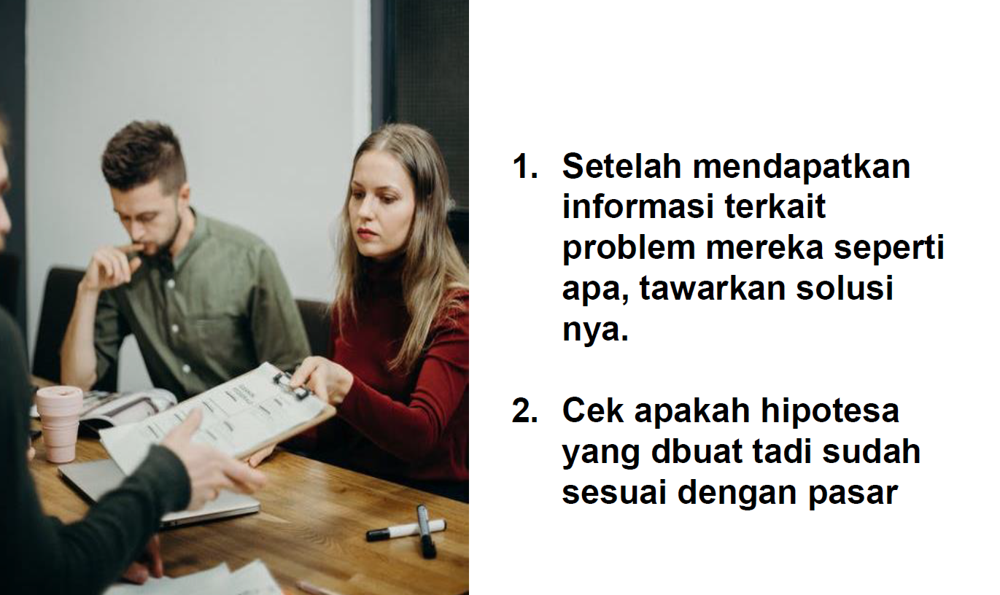 1. Setelah mendapatkan
informasi terkait
problem mereka seperti
apa, tawarkan solusi
nya.
2. Cek apakah hipotesa
yang dbuat tadi sudah
sesuai dengan pasar